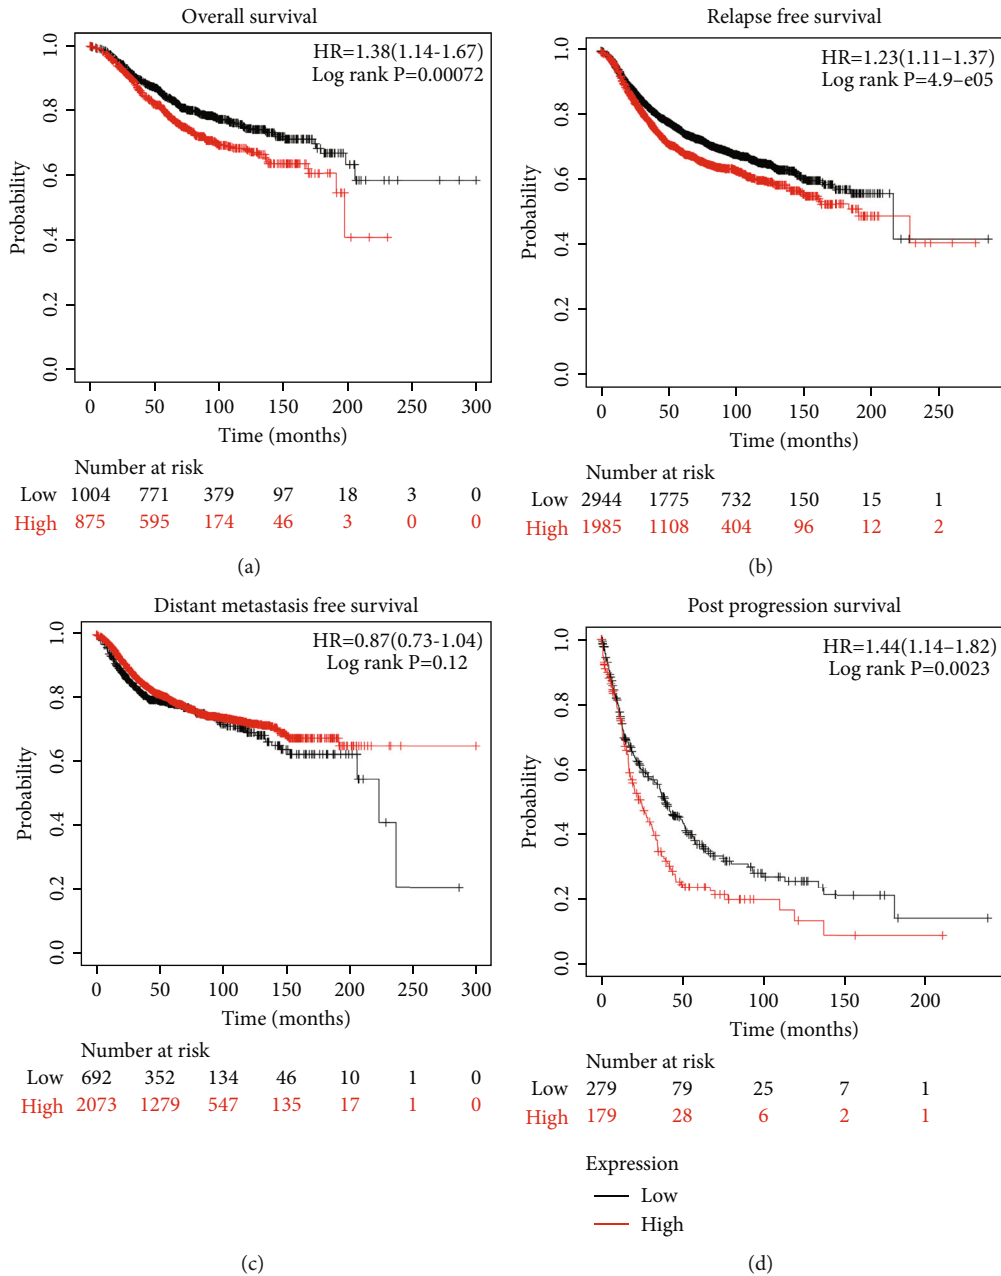 Overall survival
HR=1.38(1.14-1.67)
Log rank P=0.00072
1.0
0.8
0.6
0.4
0.2
0.0
Probability
0 50 100 150 200 250 300
Time (months)
Number at risk
Low 1004 771 379 97 18 3 0
High 875 595 174 46 3 0 0
(a)
Relapse free survival
HR=1.23(1.11–1.37)
Log rank P=4.9–e05
1.0
0.8
0.6
0.4
0.2
0.0
Probability
0 50 100 150 200 250
Time (months)
Number at risk
Low 2944 1775 732 150 15 1
High 1985 1108 404 96 12 2
(b)
Distant metastasis free survival
HR=0.87(0.73-1.04)
Log rank P=0.12
1.0
0.8
0.6
0.4
0.2
0.0
Probability
0 50 100 150 200 250 300
Time (months)
Number at risk
Low 692 352 134 46 10 1 0
High 2073 1279 547 135 17 1 0
(c)
Post progression survival
HR=1.44(1.14–1.82)
Log rank P=0.0023
1.0
0.8
0.6
0.4
0.2
0.0
Probability
0 50 100 150 200
Time (months)
Number at risk
Low 279 79 25 7 1
High 179 28 6 2 1
Expression
Low
High
(d)